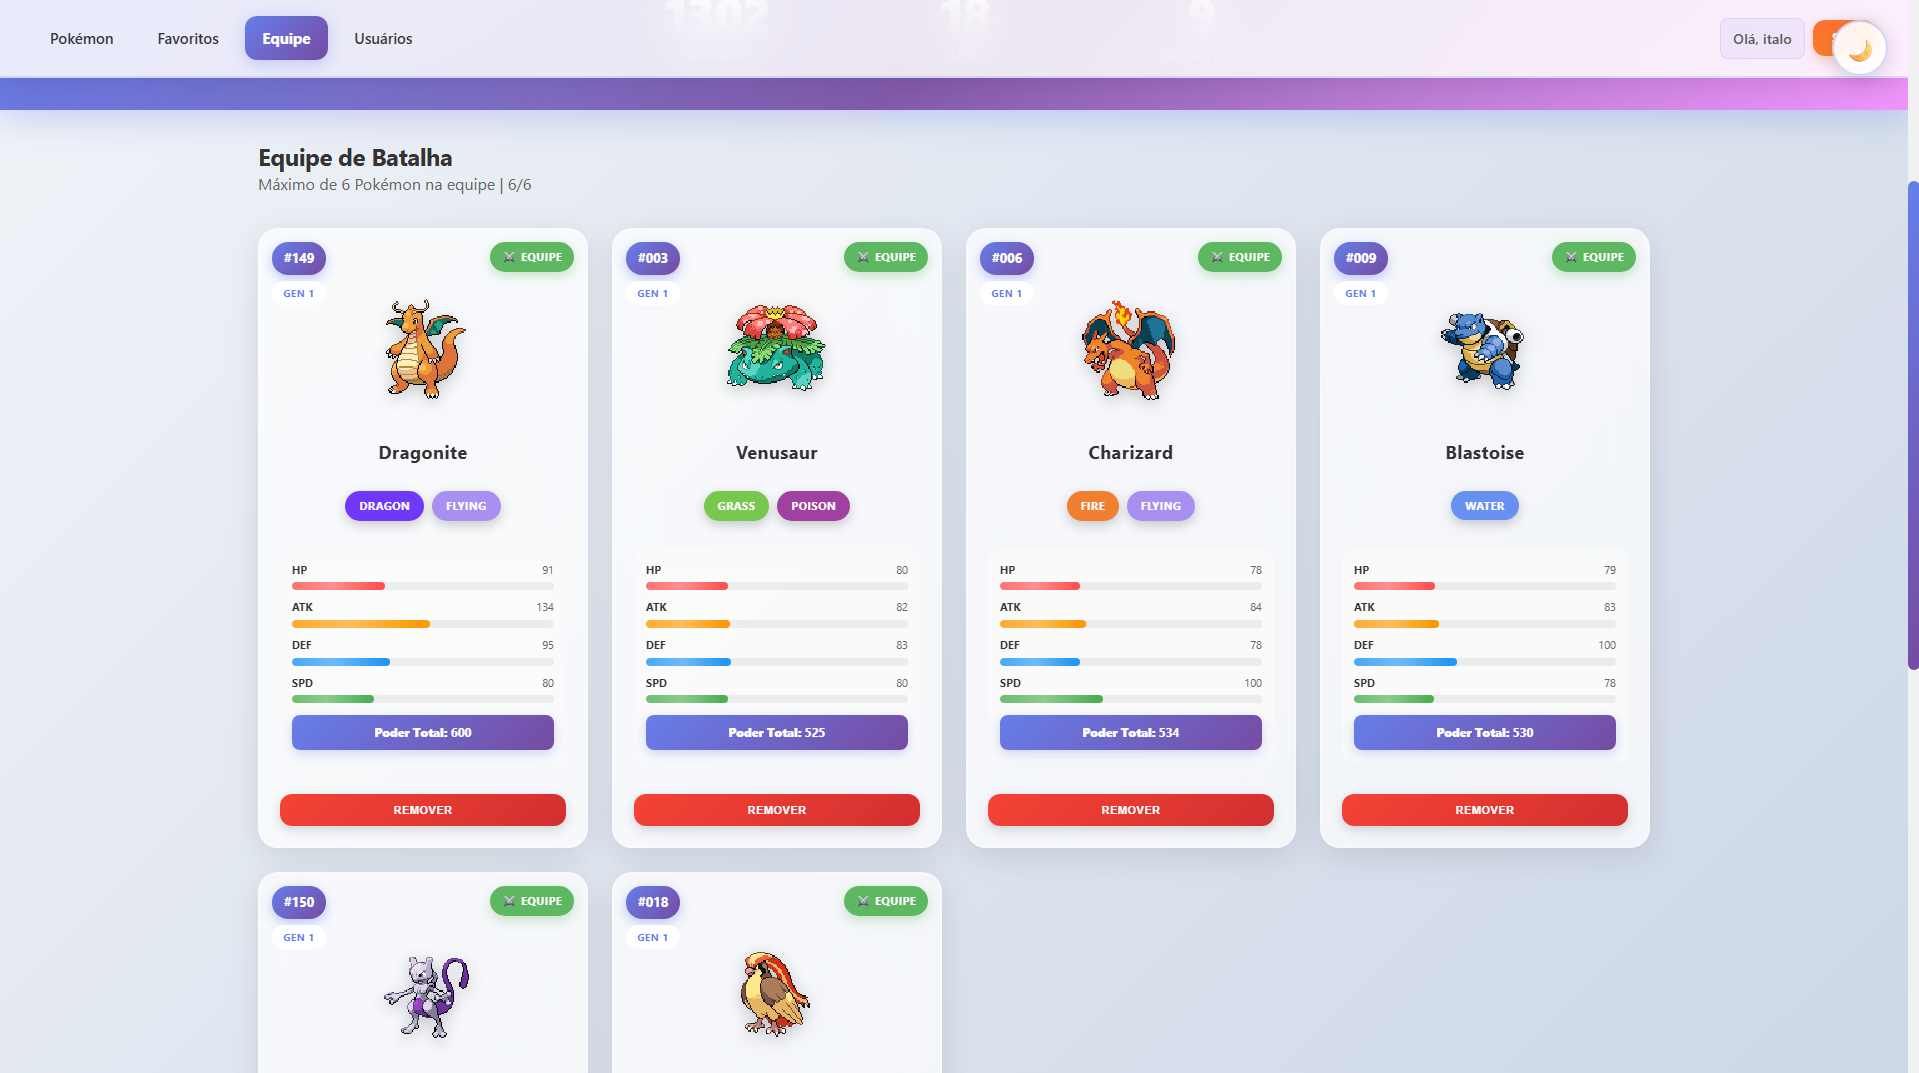 1302 18 9
Pokémon Favoritos Equipe Usuários Olá, italo
Equipe de Batalha
Máximo de 6 Pokémon na equipe | 6/6
#149 EQUIPE
GEN 1
Dragonite
DRAGON FLYING
HP 91
ATK 134
DEF 95
SPD 80
Poder Total: 600
REMOVER
#003 EQUIPE
GEN 1
Venusaur
GRASS POISON
HP 80
ATK 82
DEF 83
SPD 80
Poder Total: 525
REMOVER
#006 EQUIPE
GEN 1
Charizard
FIRE FLYING
HP 78
ATK 84
DEF 78
SPD 100
Poder Total: 534
REMOVER
#009 EQUIPE
GEN 1
Blastoise
WATER
HP 79
ATK 83
DEF 100
SPD 78
Poder Total: 530
REMOVER
#150 EQUIPE
GEN 1
#018 EQUIPE
GEN 1